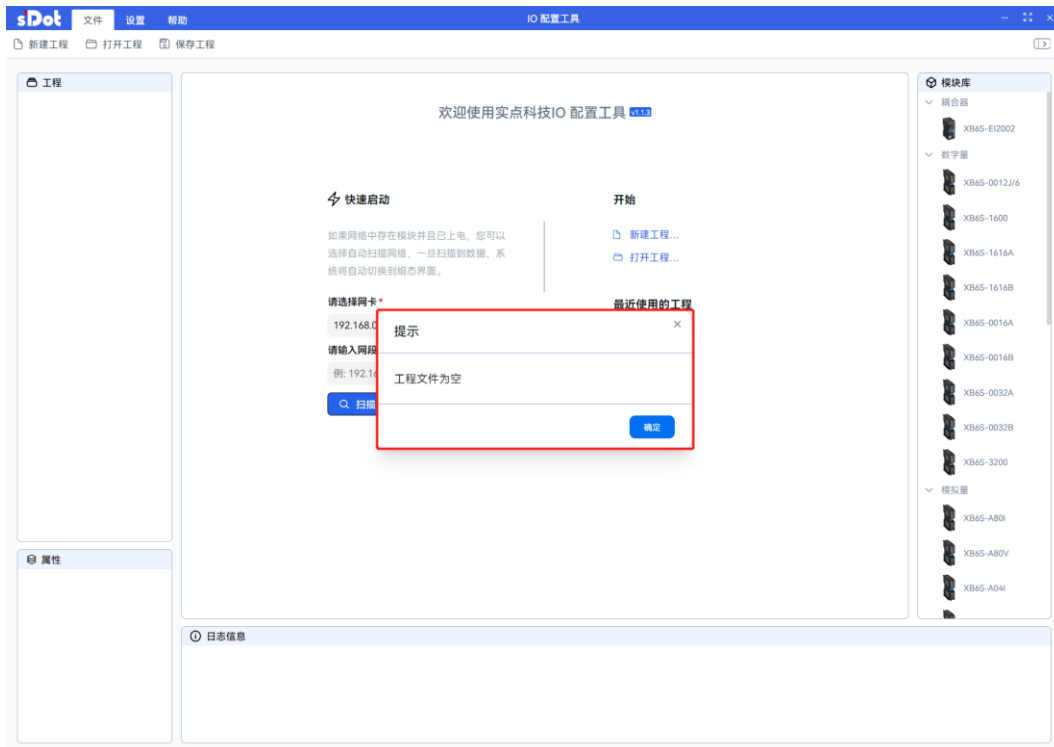 sDot 文件 设置 帮助 IO 配置工具
新建工程 打开工程 保存工程
工程
欢迎使用实点科技IO 配置工具 v1.1.3
快速启动
如果网络中存在模块并且已上电，您可以
选择自动扫描网络，一旦扫描到数据，系
统将自动切换到组态界面。
请选择网卡*
192.168.0
请输入网段
例: 192.16
扫描
开始
新建工程...
打开工程...
最近使用的工程
提示
工程文件为空
确定
模块库
耦合器
XB6S-EI2002
数字量
XB6S-0012J/6
XB6S-1600
XB6S-1616A
XB6S-1616B
XB6S-0016A
XB6S-0016B
XB6S-0032A
XB6S-0032B
XB6S-3200
模拟量
XB6S-A80I
XB6S-A80V
XB6S-A04I
属性
日志信息